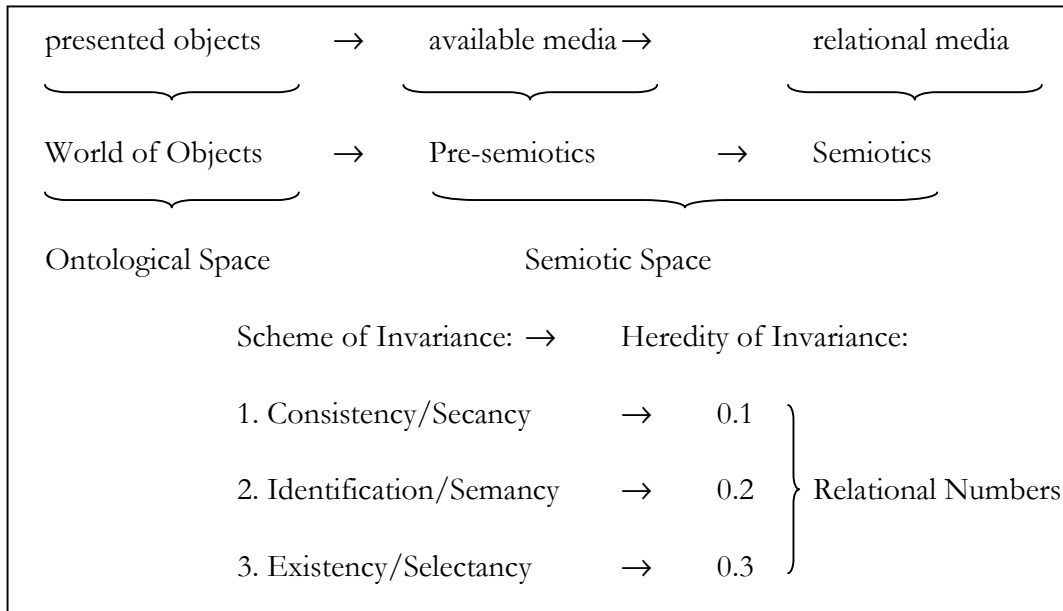 presented objects → available media → relational media
World of Objects → Pre-semiotics → Semiotics
Ontological Space Semiotic Space
Scheme of Invariance: → Heredity of Invariance:
1. Consistency/Secancy → 0.1
2. Identification/Semancy → 0.2 Relational Numbers
3. Existency/Selectancy → 0.3